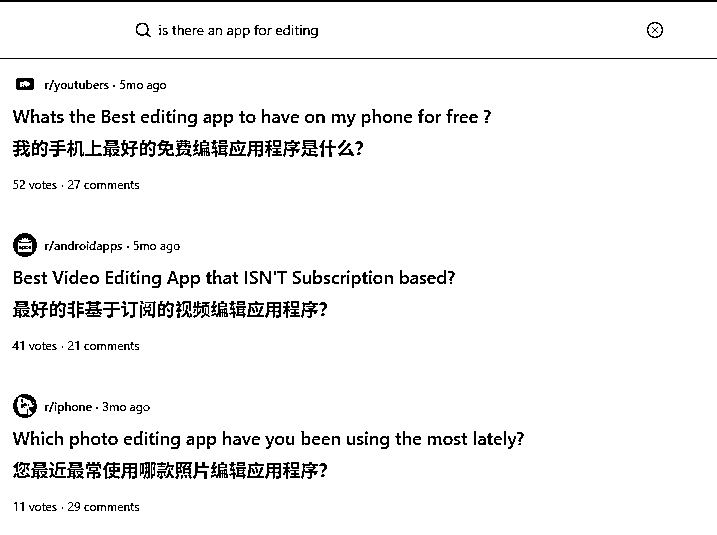 is there an app for editing
r/youtubers · 5mo ago
Whats the Best editing app to have on my phone for free ?
我的手机上最好的免费编辑应用程序是什么?
52 votes · 27 comments
r/androidapps · 5mo ago
Best Video Editing App that ISN'T Subscription based?
最好的非基于订阅的视频编辑应用程序?
41 votes · 21 comments
r/iphone · 3mo ago
Which photo editing app have you been using the most lately?
您最近最常使用哪款照片编辑应用程序?
11 votes · 29 comments